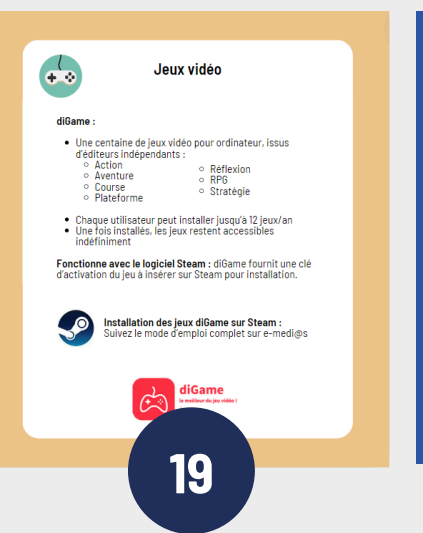 Jeux vidéo
diGame :
Une centaine de jeux vidéo pour ordinateur, issus
d'éditeurs indépendants :
Action
Aventure
Course
Plateforme
Réflexion
RPG
Stratégie
Chaque utilisateur peut installer jusqu'à 12 jeux/an
Une fois installés, les jeux restent accessibles
indéfiniment
Fonctionne avec le logiciel Steam : diGame fournit une clé
d'activation du jeu à insérer sur Steam pour installation.
Installation des jeux diGame sur Steam :
Suivez le mode d'emploi complet sur e-medi@s
diGame
le meilleur du jeu vidéo !
19